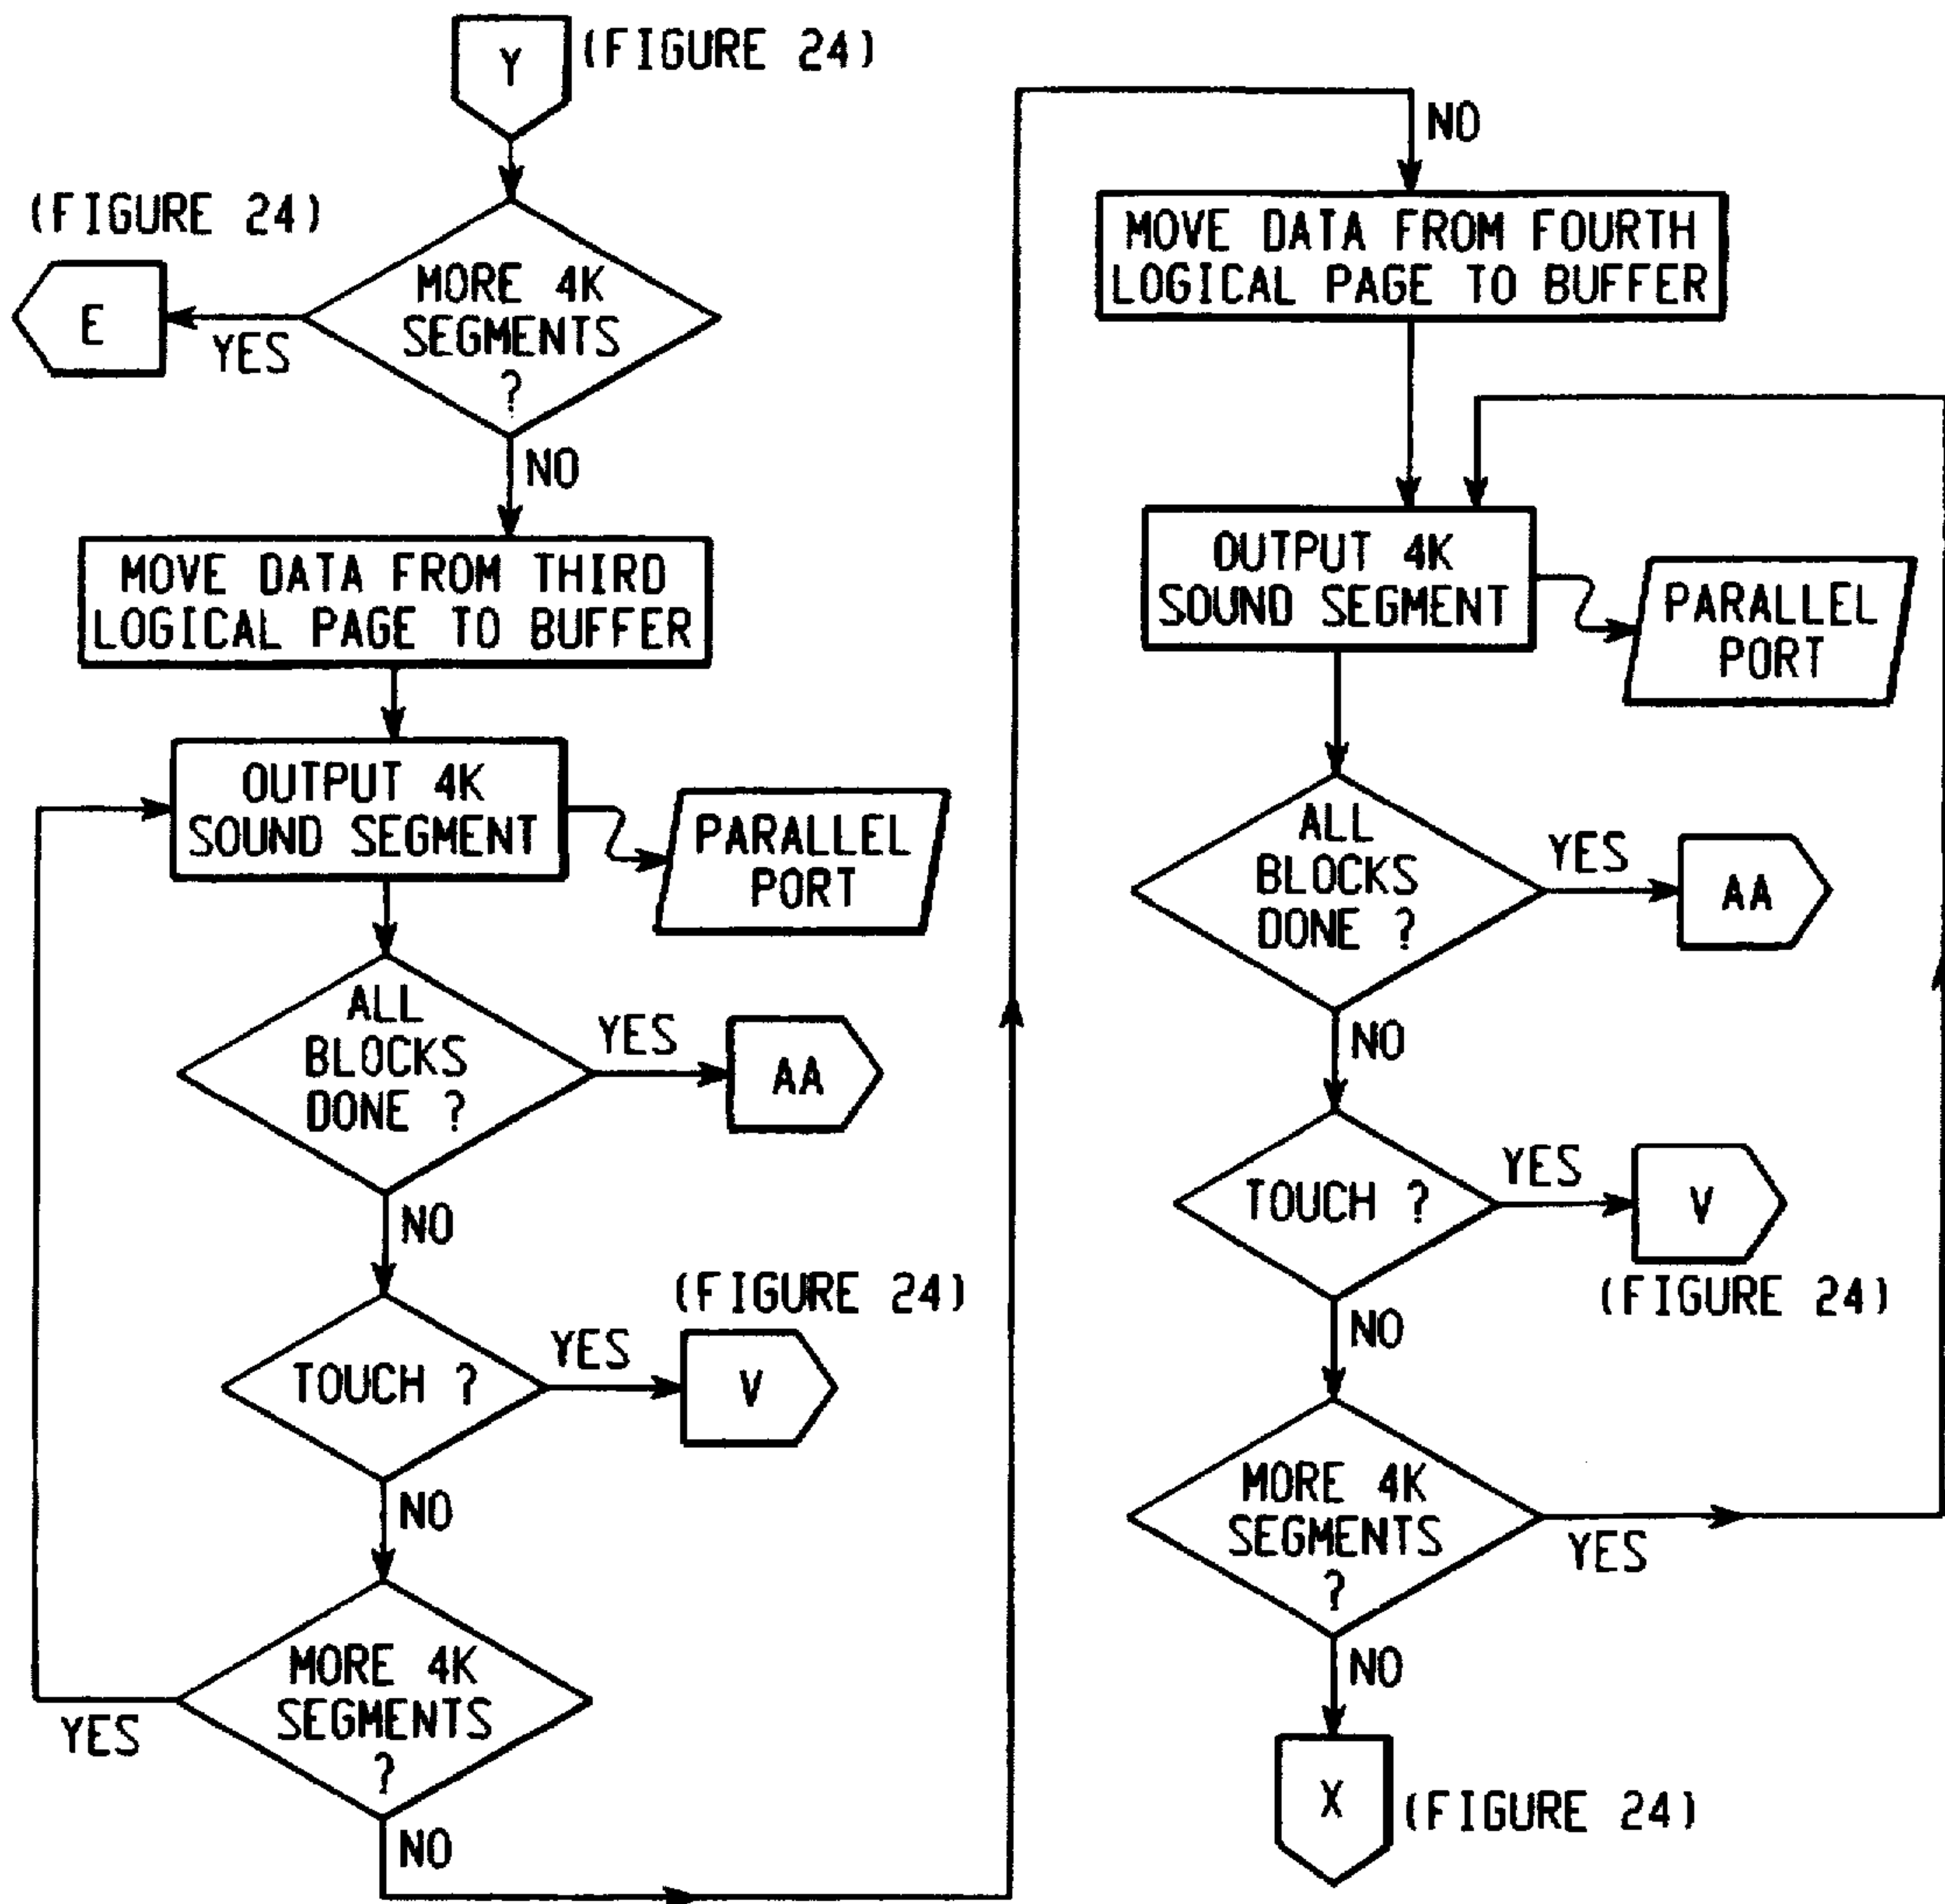 Y
(FIGURE 24)
(FIGURE 24)
E
YES
MORE 4K
SEGMENTS
?
NO
MOVE DATA FROM THIRD
LOGICAL PAGE TO BUFFER
OUTPUT 4K
SOUND SEGMENT
PARALLEL
PORT
ALL
BLOCKS
DONE ?
YES
AA
NO
(FIGURE 24)
TOUCH ?
YES
V
NO
MORE 4K
SEGMENTS
?
YES
NO
NO
MOVE DATA FROM FOURTH
LOGICAL PAGE TO BUFFER
OUTPUT 4K
SOUND SEGMENT
PARALLEL
PORT
ALL
BLOCKS
DONE ?
YES
AA
NO
TOUCH ?
YES
V
(FIGURE 24)
NO
MORE 4K
SEGMENTS
?
YES
NO
X
(FIGURE 24)